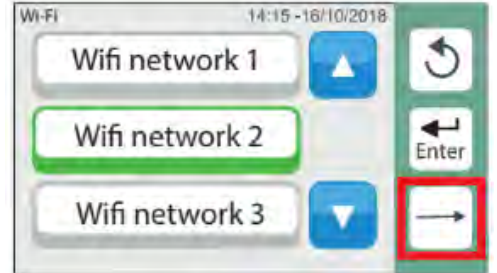 Wi-Fi 14:15 -16/10/2018
Wifi network 1
Wifi network 2
Enter
Wifi network 3